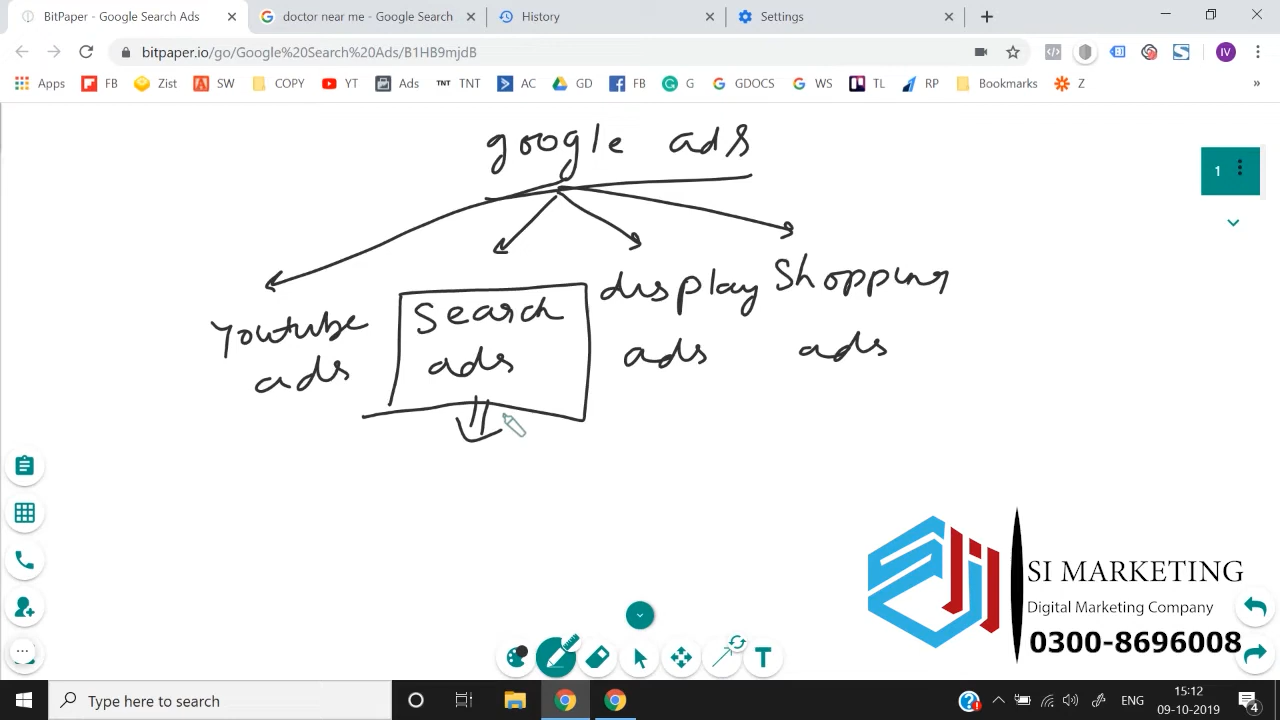 BitPaper - Google Search Ads
doctor near me - Google Search
History
Settings
bitpaper.io/go/Google%20Search%20Ads/B1HB9mjdB
IV
Apps FB Zist SW COPY YT Ads TNT TNT AC GD FB G GDOCS WS TL RP Bookmarks Z »
google ads
1
Youtube
ads
Search
ads
display
ads
Shopping
ads
SI MARKETING
Digital Marketing Company
0300-8696008
T
Type here to search
ENG
15:12
09-10-2019
4